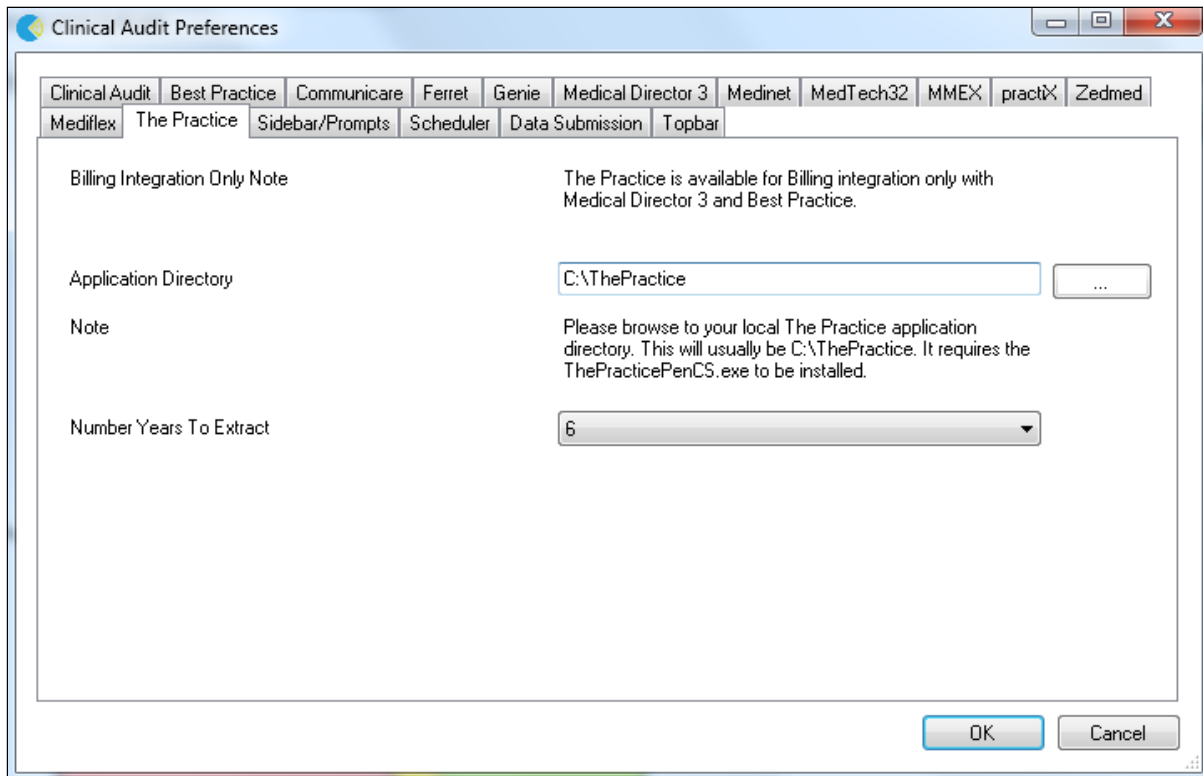 Clinical Audit Preferences
Clinical Audit Best Practice Communicare Ferret Genie Medical Director 3 Medinet MedTech32 MMEX practiX Zedmed
Mediflex The Practice Sidebar/Prompts Scheduler Data Submission Topbar
Billing Integration Only Note
The Practice is available for Billing integration only with
Medical Director 3 and Best Practice.
Application Directory
C:\ThePractice
...
Note
Please browse to your local The Practice application
directory. This will usually be C:\ThePractice. It requires the
ThePracticePenCS.exe to be installed.
Number Years To Extract
6
OK Cancel